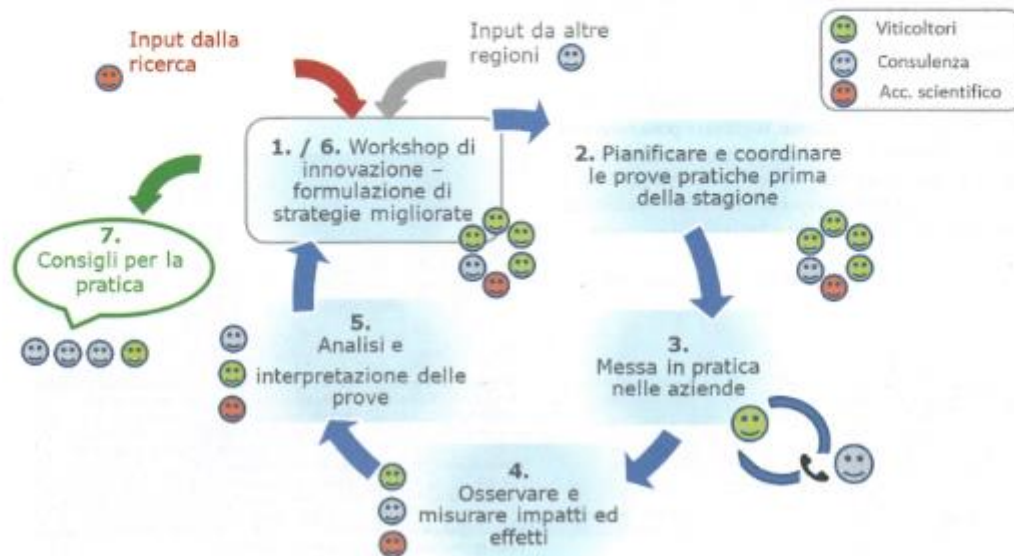 Input dalla
ricerca
Input da altre
regioni
Viticoltori
Consulenza
Acc. scientifico
1. / 6. Workshop di
innovazione –
formulazione di
strategie migliorate
2. Pianificare e coordinare
le prove pratiche prima
della stagione
3.
Messa in pratica
nelle aziende
4.
Osservare e
misurare impatti ed
effetti
5.
Analisi e
interpretazione delle
prove
7.
Consigli per la
pratica